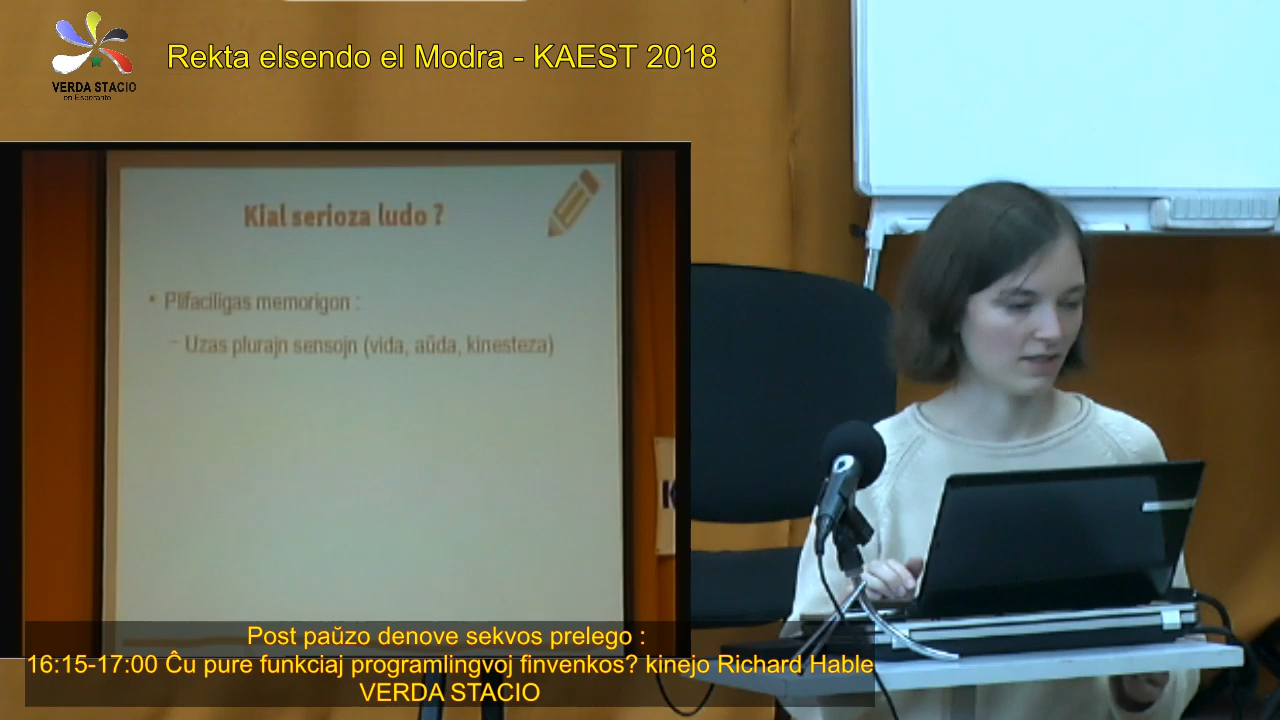 Rekta elsendo el Modra - KAEST 2018
VERDA STACIO
en Esperanto
Kial serioza ludo ?
• Plifaciligas memorigon :
– Uzas plurajn sensojn (vida, aŭda, kinesteza)
Post paŭzo denove sekvos prelego :
16:15-17:00 Ĉu pure funkciaj programlingvoj finvenkos? kinejo Richard Hable
VERDA STACIO